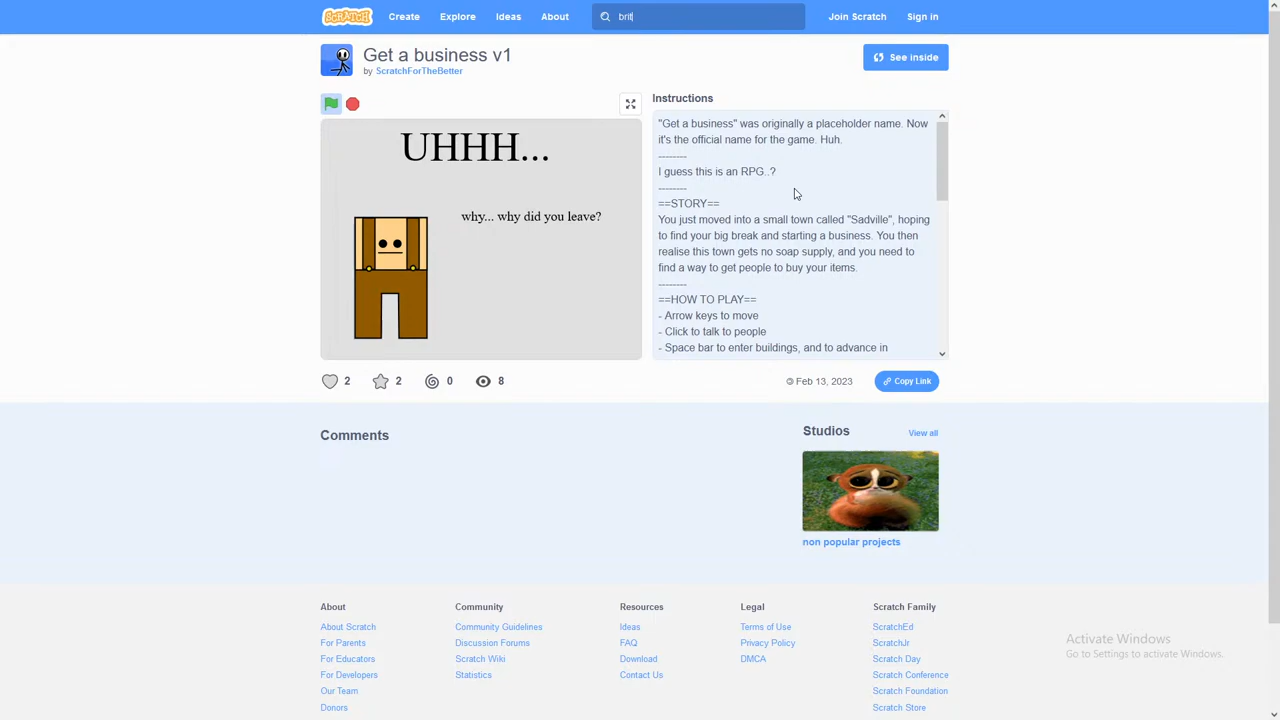 SCRATCH
Create
Explore
Ideas
About
brit
Join Scratch
Sign in
Get a business v1
by ScratchForTheBetter
See inside
Instructions
UHHH...
why... why did you leave?
"Get a business" was originally a placeholder name. Now
it's the official name for the game. Huh.
--------
I guess this is an RPG..?
--------
==STORY==
You just moved into a small town called "Sadville", hoping
to find your big break and starting a business. You then
realise this town gets no soap supply, and you need to
find a way to get people to buy your items.
--------
==HOW TO PLAY==
- Arrow keys to move
- Click to talk to people
- Space bar to enter buildings, and to advance in
2
2
0
8
Feb 13, 2023
Copy Link
Comments
Studios
View all
non popular projects
About
About Scratch
For Parents
For Educators
For Developers
Our Team
Donors
Community
Community Guidelines
Discussion Forums
Scratch Wiki
Statistics
Resources
Ideas
FAQ
Download
Contact Us
Legal
Terms of Use
Privacy Policy
DMCA
Scratch Family
ScratchEd
ScratchJr
Scratch Day
Scratch Conference
Scratch Foundation
Scratch Store
Activate Windows
Go to Settings to activate Windows.